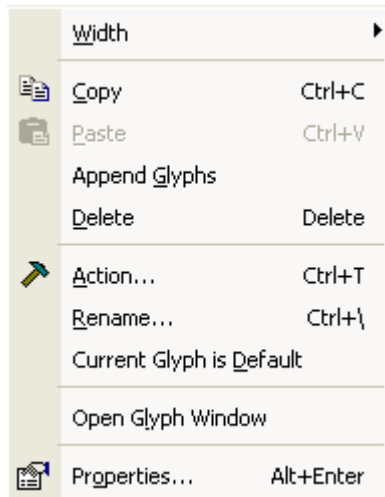 Width
Copy Ctrl+C
Paste Ctrl+V
Append Glyphs
Delete Delete
Action... Ctrl+T
Rename... Ctrl+\
Current Glyph is Default
Open Glyph Window
Properties... Alt+Enter